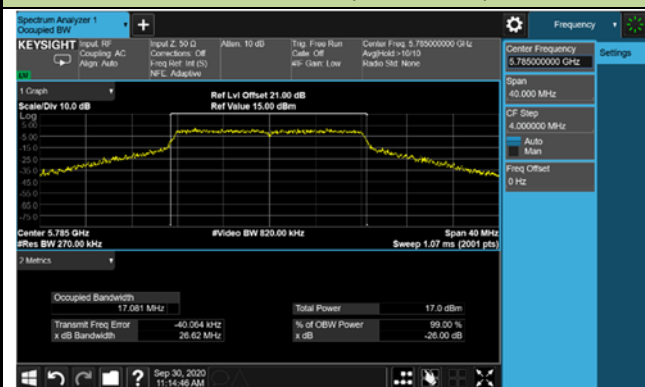 Spectrum Analyzer 1
Occupied BW
Frequency
KEYSIGHT
Input: RF
Coupling: AC
Align: Auto
Input Z: 50 Ω
Corrections: Off
Freq Ref: Int (S)
NFE: Adaptive
Atten: 10 dB
Trig: Free Run
Gate: Off
#IF Gain: Low
Center Freq: 5.785000000 GHz
Avg|Hold:>10/10
Radio Std: None
Center Frequency
5.785000000 GHz
Settings
Span
40.000 MHz
CF Step
4.000000 MHz
Auto
Man
Freq Offset
0 Hz
1 Graph
Scale/Div 10.0 dB
Ref Lvl Offset 21.00 dB
Ref Value 15.00 dBm
Log
5.00
-5.00
-15.0
-25.0
-35.0
-45.0
-55.0
-65.0
-75.0
Center 5.785 GHz
#Res BW 270.00 kHz
#Video BW 820.00 kHz
Span 40 MHz
Sweep 1.07 ms (2001 pts)
2 Metrics
Occupied Bandwidth
17.081 MHz
Total Power 17.0 dBm
Transmit Freq Error -40.064 kHz
% of OBW Power 99.00 %
x dB Bandwidth 26.62 MHz
x dB -26.00 dB
Sep 30, 2020
11:14:46 AM